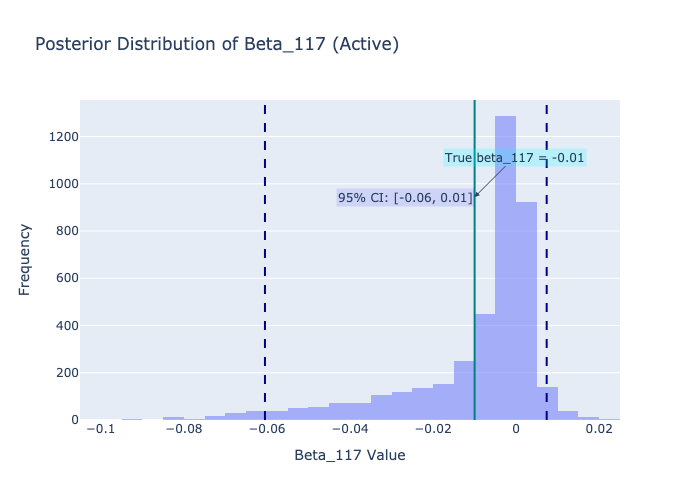 Posterior Distribution of Beta_117 (Active)
1200
True beta_117 = -0.01
1000
95% CI: [-0.06, 0.01]
800
600
400
200
0
Frequency
−0.1 −0.08 −0.06 −0.04 −0.02 0 0.02
Beta_117 Value